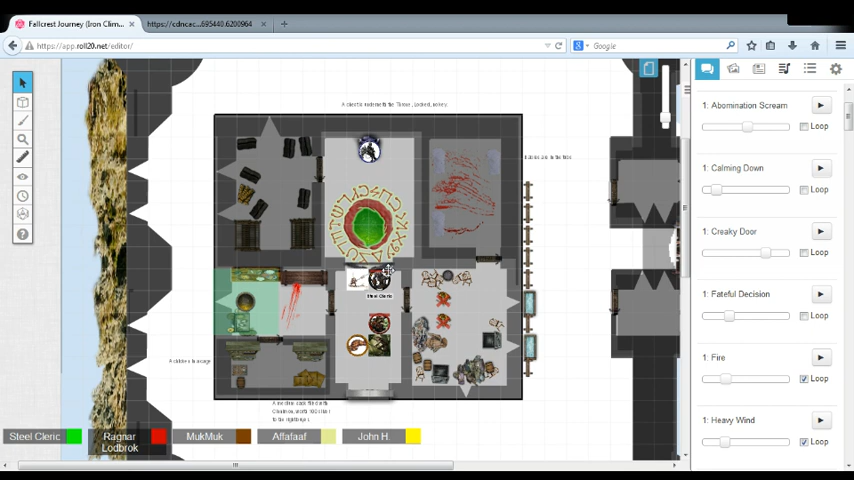 Fallcrest Journey (Iron Clim...
https://cdncac...695440.6200964
https://app.roll20.net/editor/
Google
1: Abomination Scream
Loop
1: Calming Down
Loop
1: Creaky Door
Loop
1: Fateful Decision
Loop
1: Fire
Loop
1: Heavy Wind
Loop
Steel Cleric
Steel Cleric
Ragnar
Lodbrok
MukMuk
Affafaaf
John H.